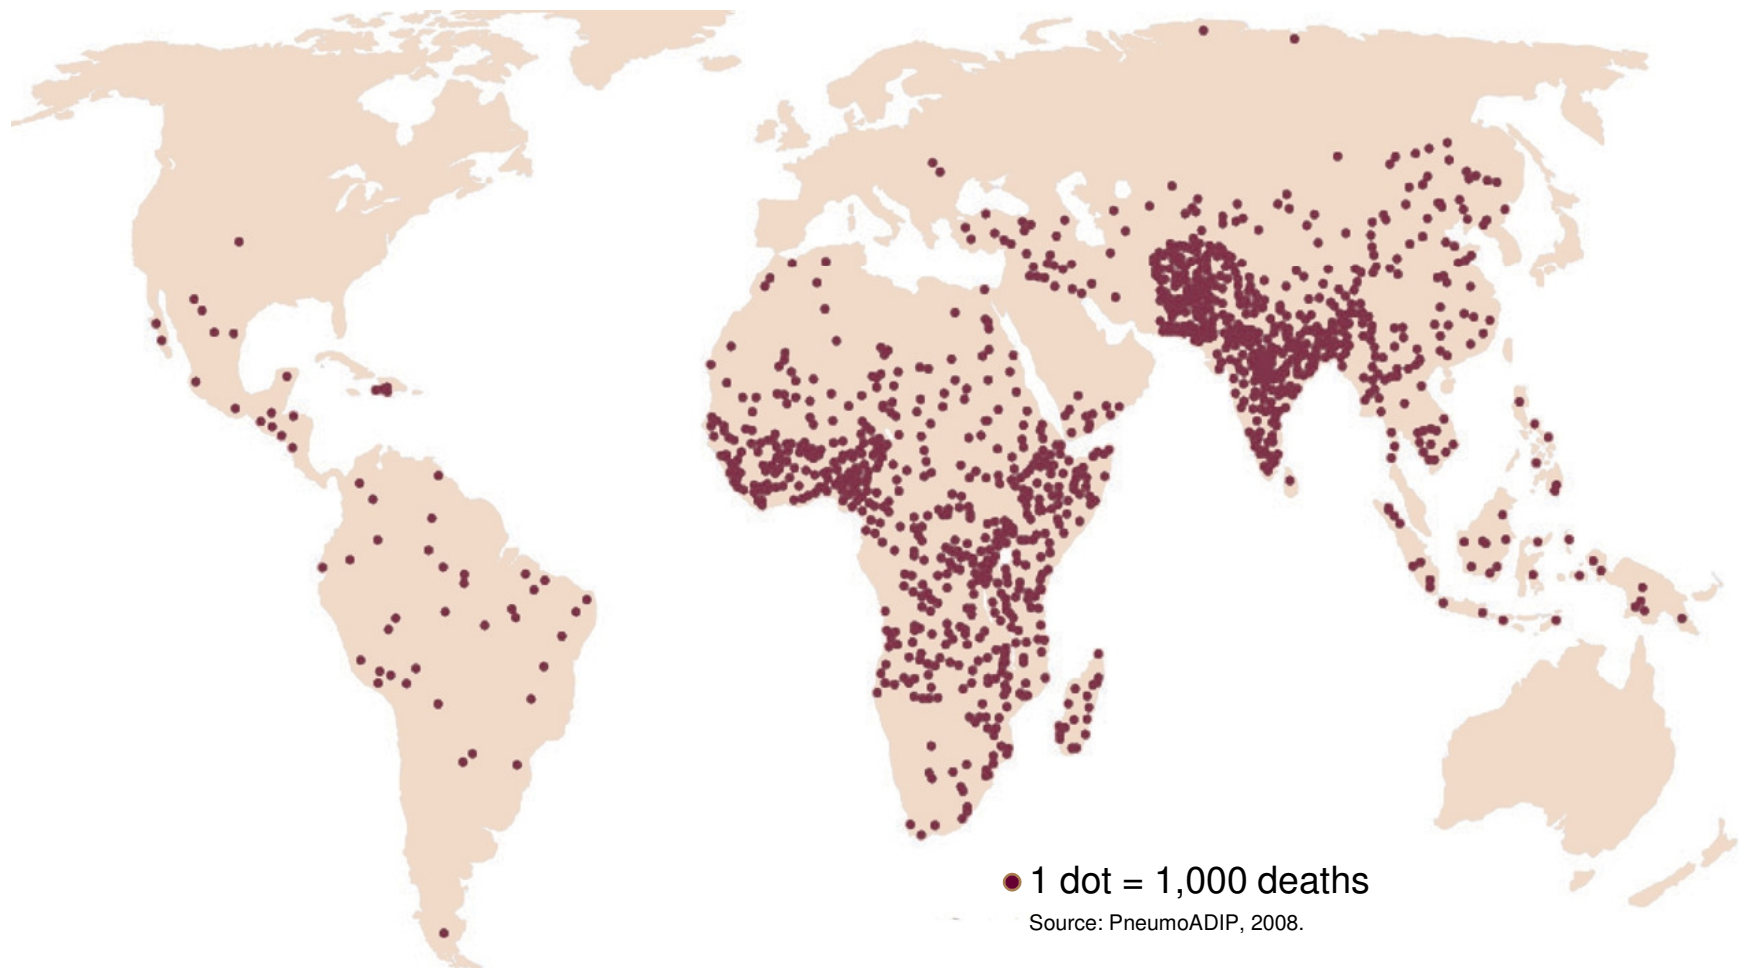 1 dot = 1,000 deaths
Source: PneumoADIP, 2008.